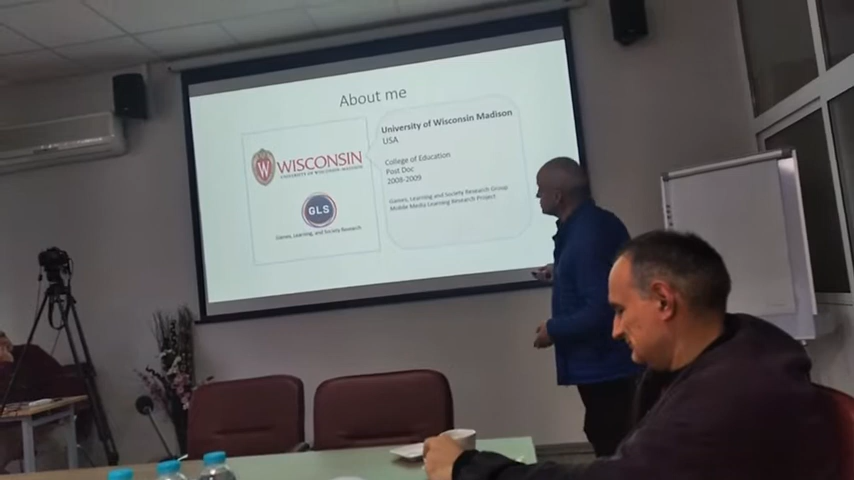 About me
WISCONSIN
UNIVERSITY OF WISCONSIN-MADISON
GLS
Games, Learning, and Society Research
University of Wisconsin Madison
USA
College of Education
Post Doc
2008-2009
Games, Learning and Society Research Group
Mobile Media Learning Research Project